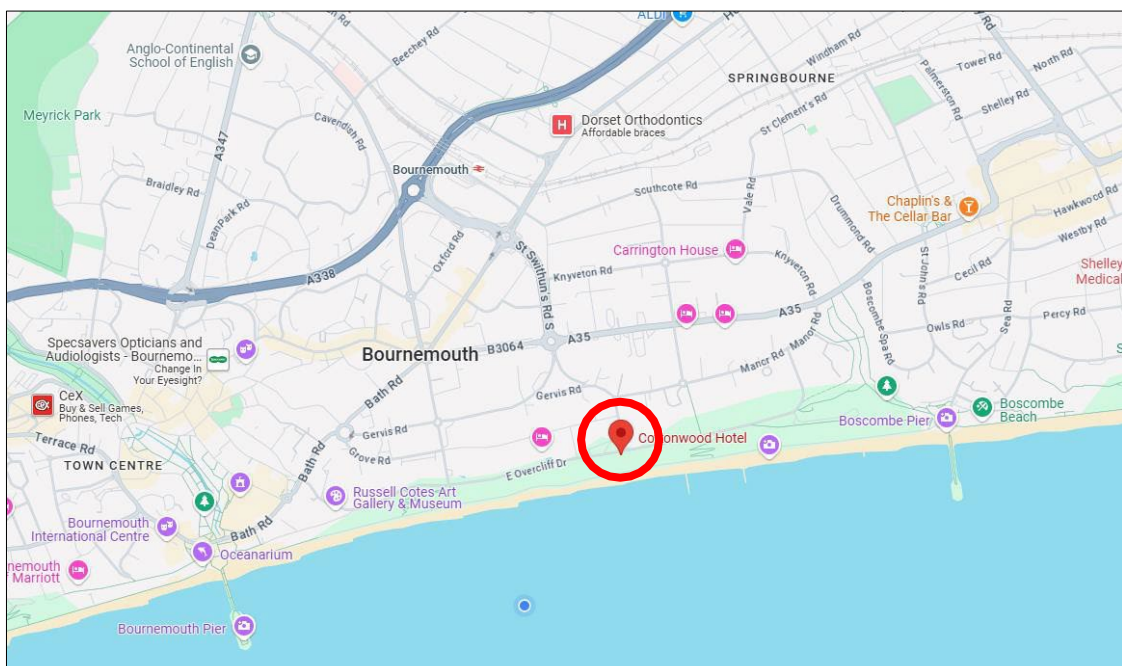 ALDI
Anglo-Continental
School of English
Beechey Rd
Windham Rd
SPRINGBOURNE
Tower Rd
North Rd
Palmerston Rd
Shelley Rd
Meyrick Park
A347
Cavendish Rd
Dorset Orthodontics
Affordable braces
H
St Clement's Rd
Bournemouth
Braidley Rd
DeanPark Rd
Southcote Rd
Vale Rd
Drummond Rd
Chaplin's &
The Cellar Bar
Hawkwood Rd
Westby Rd
Oxford Rd
St Swithun's Rd S
Carrington House
Knyveton Rd
Knyveton Rd
St Johns Rd
Cecil Rd
Shelley
Medical
A338
Boscombe Spa Rd
Sea Rd
Percy Rd
Owls Rd
A35
A35
B3064
Bournemouth
Specsavers Opticians and
Audiologists - Bournemo...
Change In
Your Eyesight?
Manor Rd
Manor Rd
CeX
Buy & Sell Games,
Phones, Tech
Bath Rd
Gervis Rd
Gervis Rd
Boscombe
Beach
Boscombe Pier
Terrace Rd
TOWN CENTRE
Bath Rd
Grove Rd
E Overcliff Dr
Hotel
Russell Cotes Art
Gallery & Museum
Bournemouth
International Centre
Bath Rd
Oceanarium
Marriott
Bournemouth Pier